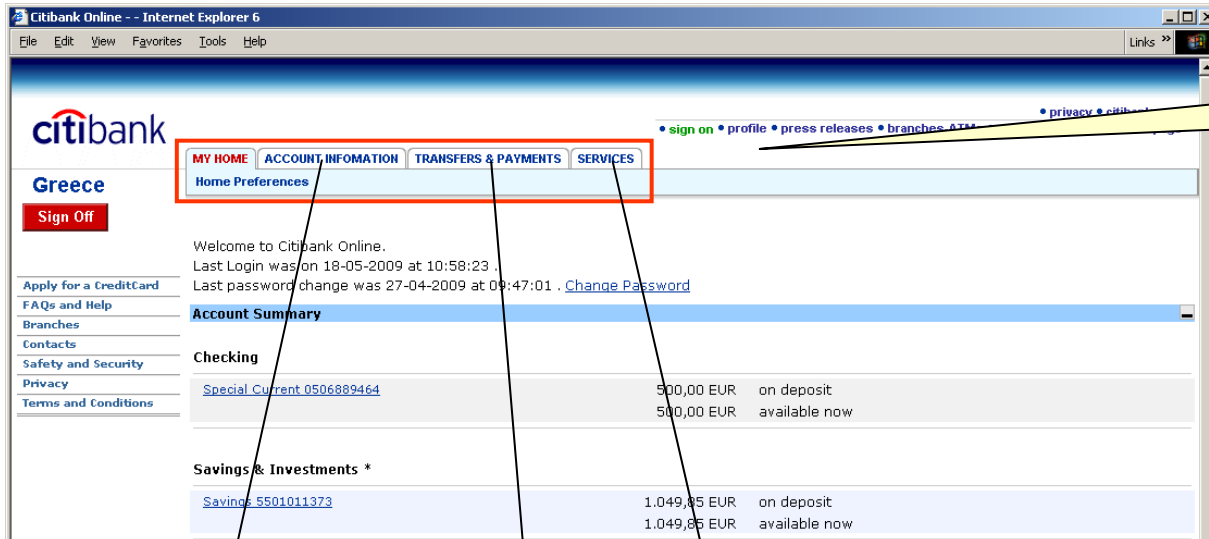 Citibank Online - - Internet Explorer 6
File Edit View Favorites Tools Help Links »
• privacy •
citibank
• sign on • profile • press releases • branches
MY HOME ACCOUNT INFOMATION TRANSFERS & PAYMENTS SERVICES
Greece
Home Preferences
Sign Off
Welcome to Citibank Online.
Last Login was on 18-05-2009 at 10:58:23 .
Apply for a CreditCard
Last password change was 27-04-2009 at 09:47:01 . Change Password
FAQs and Help
Account Summary
Branches
Contacts
Checking
Safety and Security
Privacy
Special Current 0506889464 500,00 EUR on deposit
Terms and Conditions
500,00 EUR available now
Savings & Investments *
Savings 5501011373 1.049,85 EUR on deposit
1.049,85 EUR available now